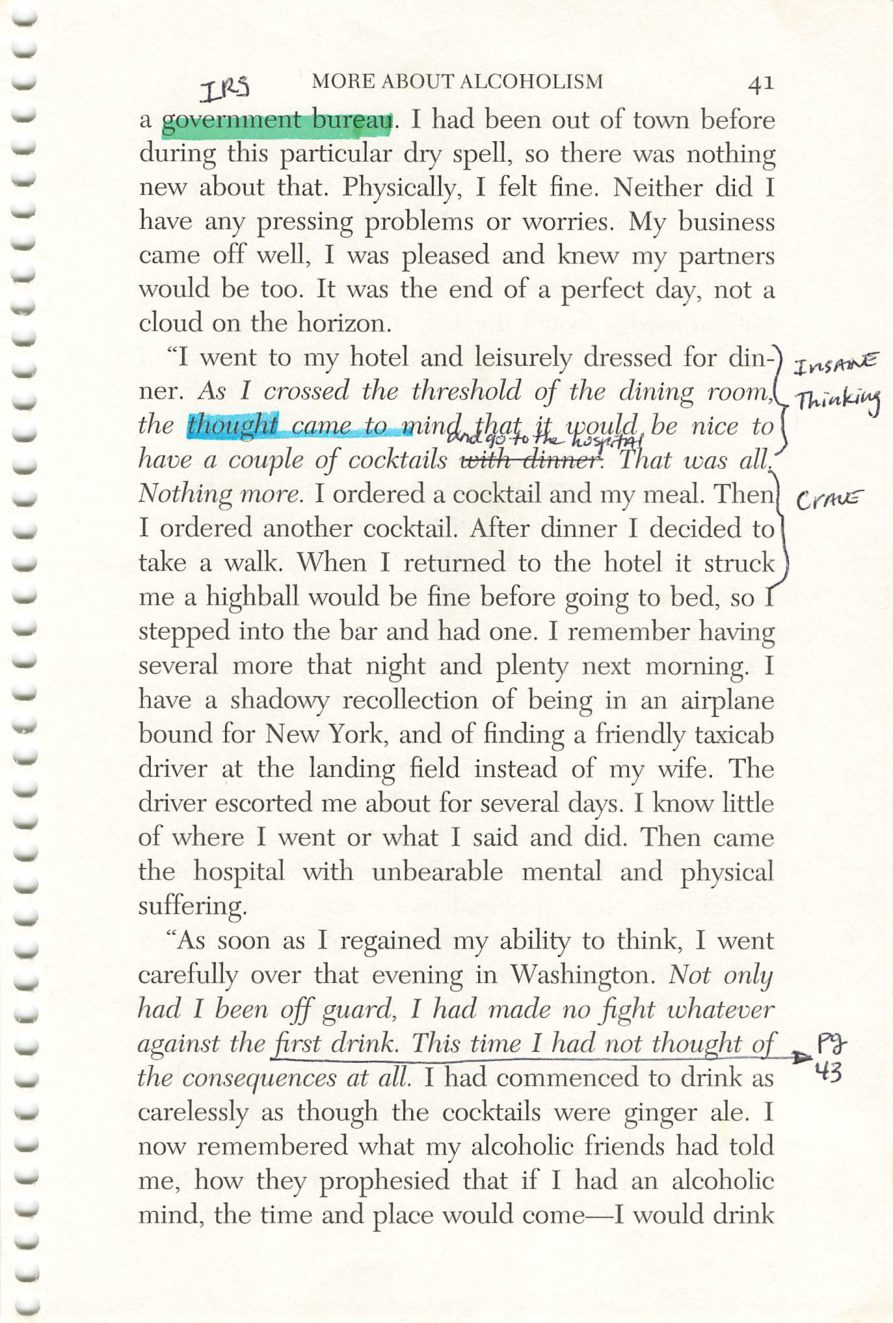 IRS
MORE ABOUT ALCOHOLISM 41
a government bureau. I had been out of town before
during this particular dry spell, so there was nothing
new about that. Physically, I felt fine. Neither did I
have any pressing problems or worries. My business
came off well, I was pleased and knew my partners
would be too. It was the end of a perfect day, not a
cloud on the horizon.
“I went to my hotel and leisurely dressed for din-
INSANE
ner. As I crossed the threshold of the dining room,
Thinking
the thought came to mind that it would be nice to
and go to the hospital
have a couple of cocktails with dinner. That was all.
Nothing more. I ordered a cocktail and my meal. Then
CRAVE
I ordered another cocktail. After dinner I decided to
take a walk. When I returned to the hotel it struck
me a highball would be fine before going to bed, so I
stepped into the bar and had one. I remember having
several more that night and plenty next morning. I
have a shadowy recollection of being in an airplane
bound for New York, and of finding a friendly taxicab
driver at the landing field instead of my wife. The
driver escorted me about for several days. I know little
of where I went or what I said and did. Then came
the hospital with unbearable mental and physical
suffering.
“As soon as I regained my ability to think, I went
carefully over that evening in Washington. Not only
had I been off guard, I had made no fight whatever
against the first drink. This time I had not thought of
Pg
43
the consequences at all. I had commenced to drink as
carelessly as though the cocktails were ginger ale. I
now remembered what my alcoholic friends had told
me, how they prophesied that if I had an alcoholic
mind, the time and place would come—I would drink